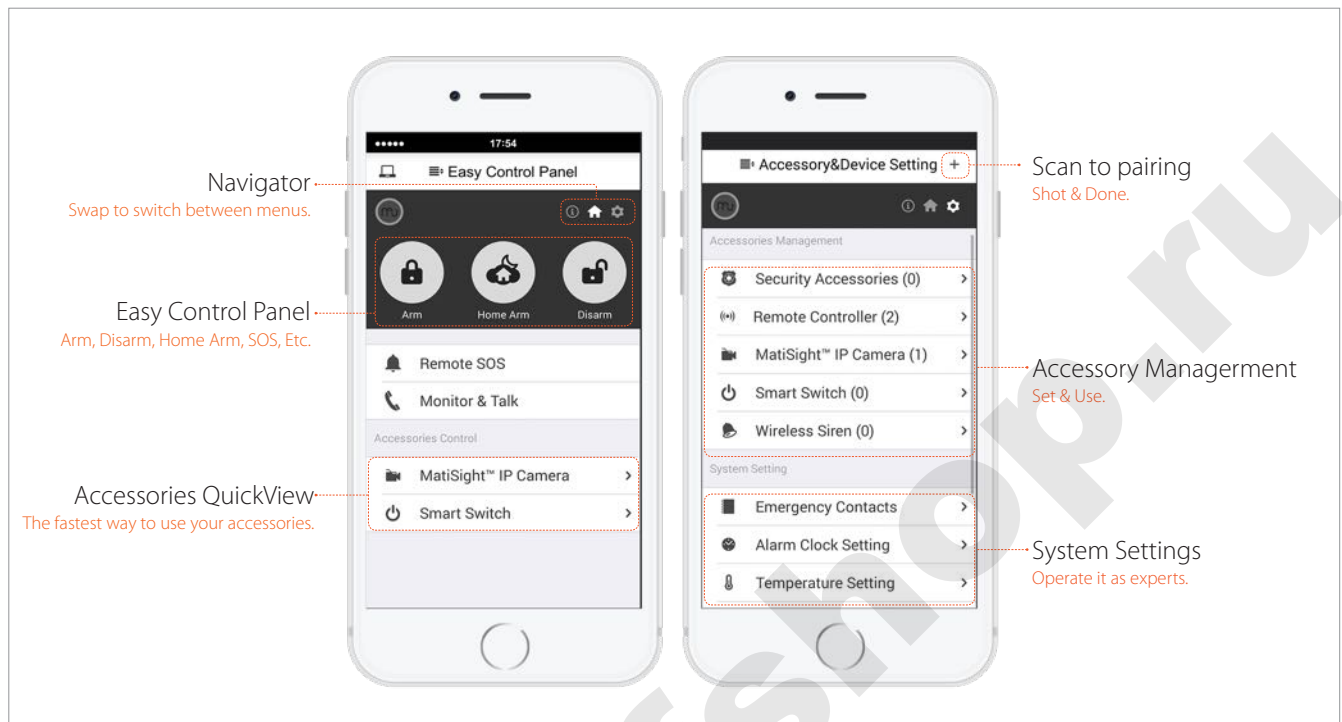 17:54
Easy Control Panel
Arm
Home Arm
Disarm
Remote SOS
Monitor & Talk
Accessories Control
MatiSight™ IP Camera
Smart Switch
Navigator
Swap to switch between menus.
Easy Control Panel
Arm, Disarm, Home Arm, SOS, Etc.
Accessories QuickView
The fastest way to use your accessories.
Accessory&Device Setting +
Accessories Management
Security Accessories (0)
Remote Controller (2)
MatiSight™ IP Camera (1)
Smart Switch (0)
Wireless Siren (0)
System Setting
Emergency Contacts
Alarm Clock Setting
Temperature Setting
Scan to pairing
Shot & Done.
Accessory Managerment
Set & Use.
System Settings
Operate it as experts.
fshop.ru